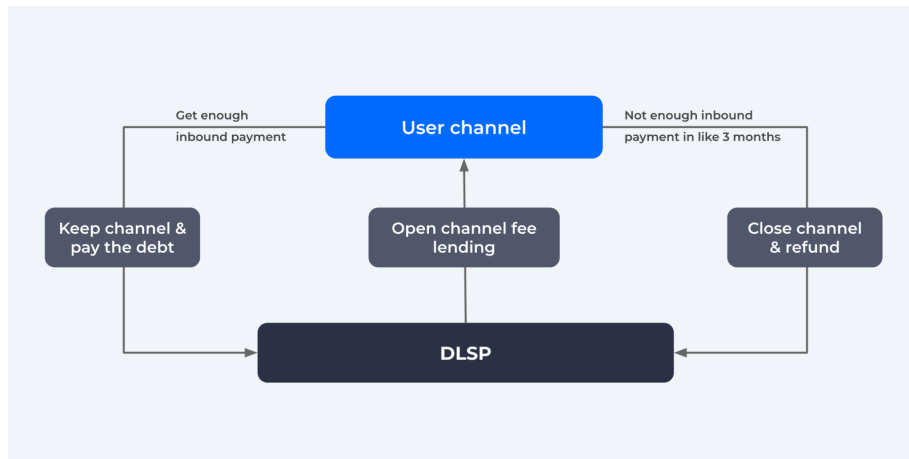 Get enough
inbound payment
User channel
Not enough inbound
payment in like 3 months
Keep channel &
pay the debt
Open channel fee
lending
Close channel
& refund
DLSP